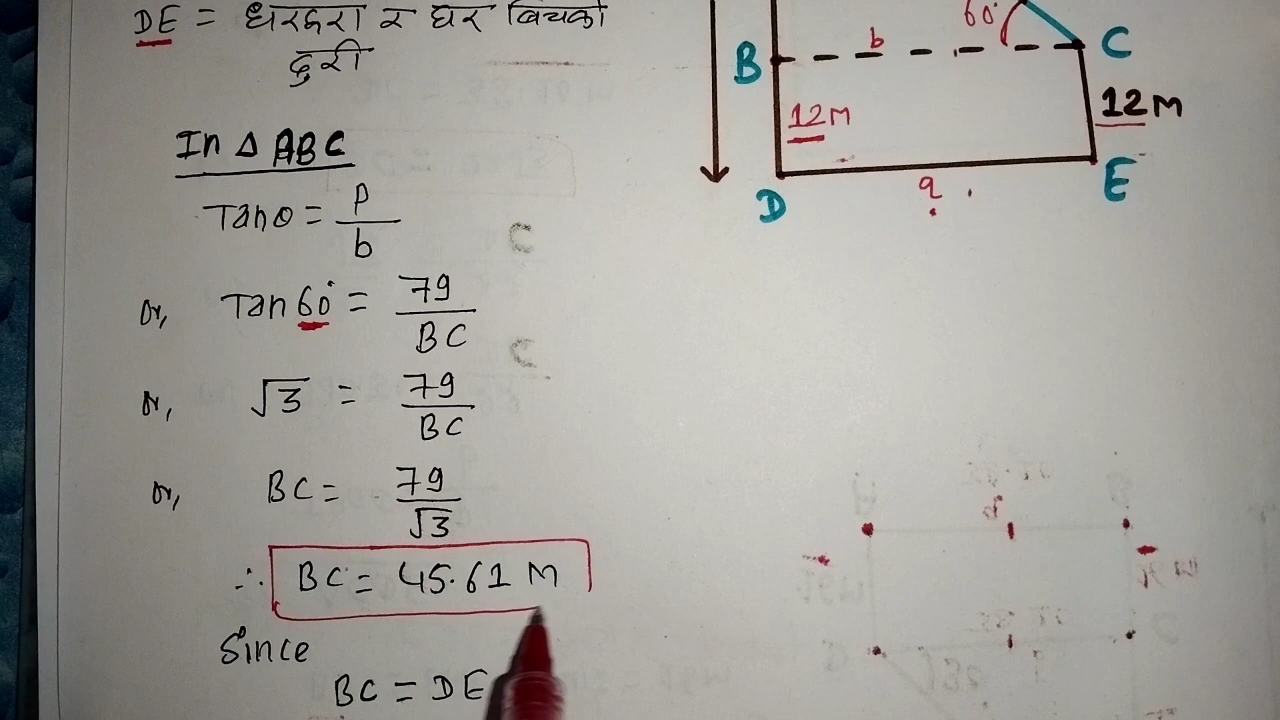 DE = धरहरा र घर बिचको
दुरी
In Δ ABC
Tanθ = P/b
or, Tan60° = 79/BC
or, √3 = 79/BC
or, BC = 79/√3
∴ BC = 45.61 M
Since
BC = DE
60°
b
B
C
12M
12M
D
E